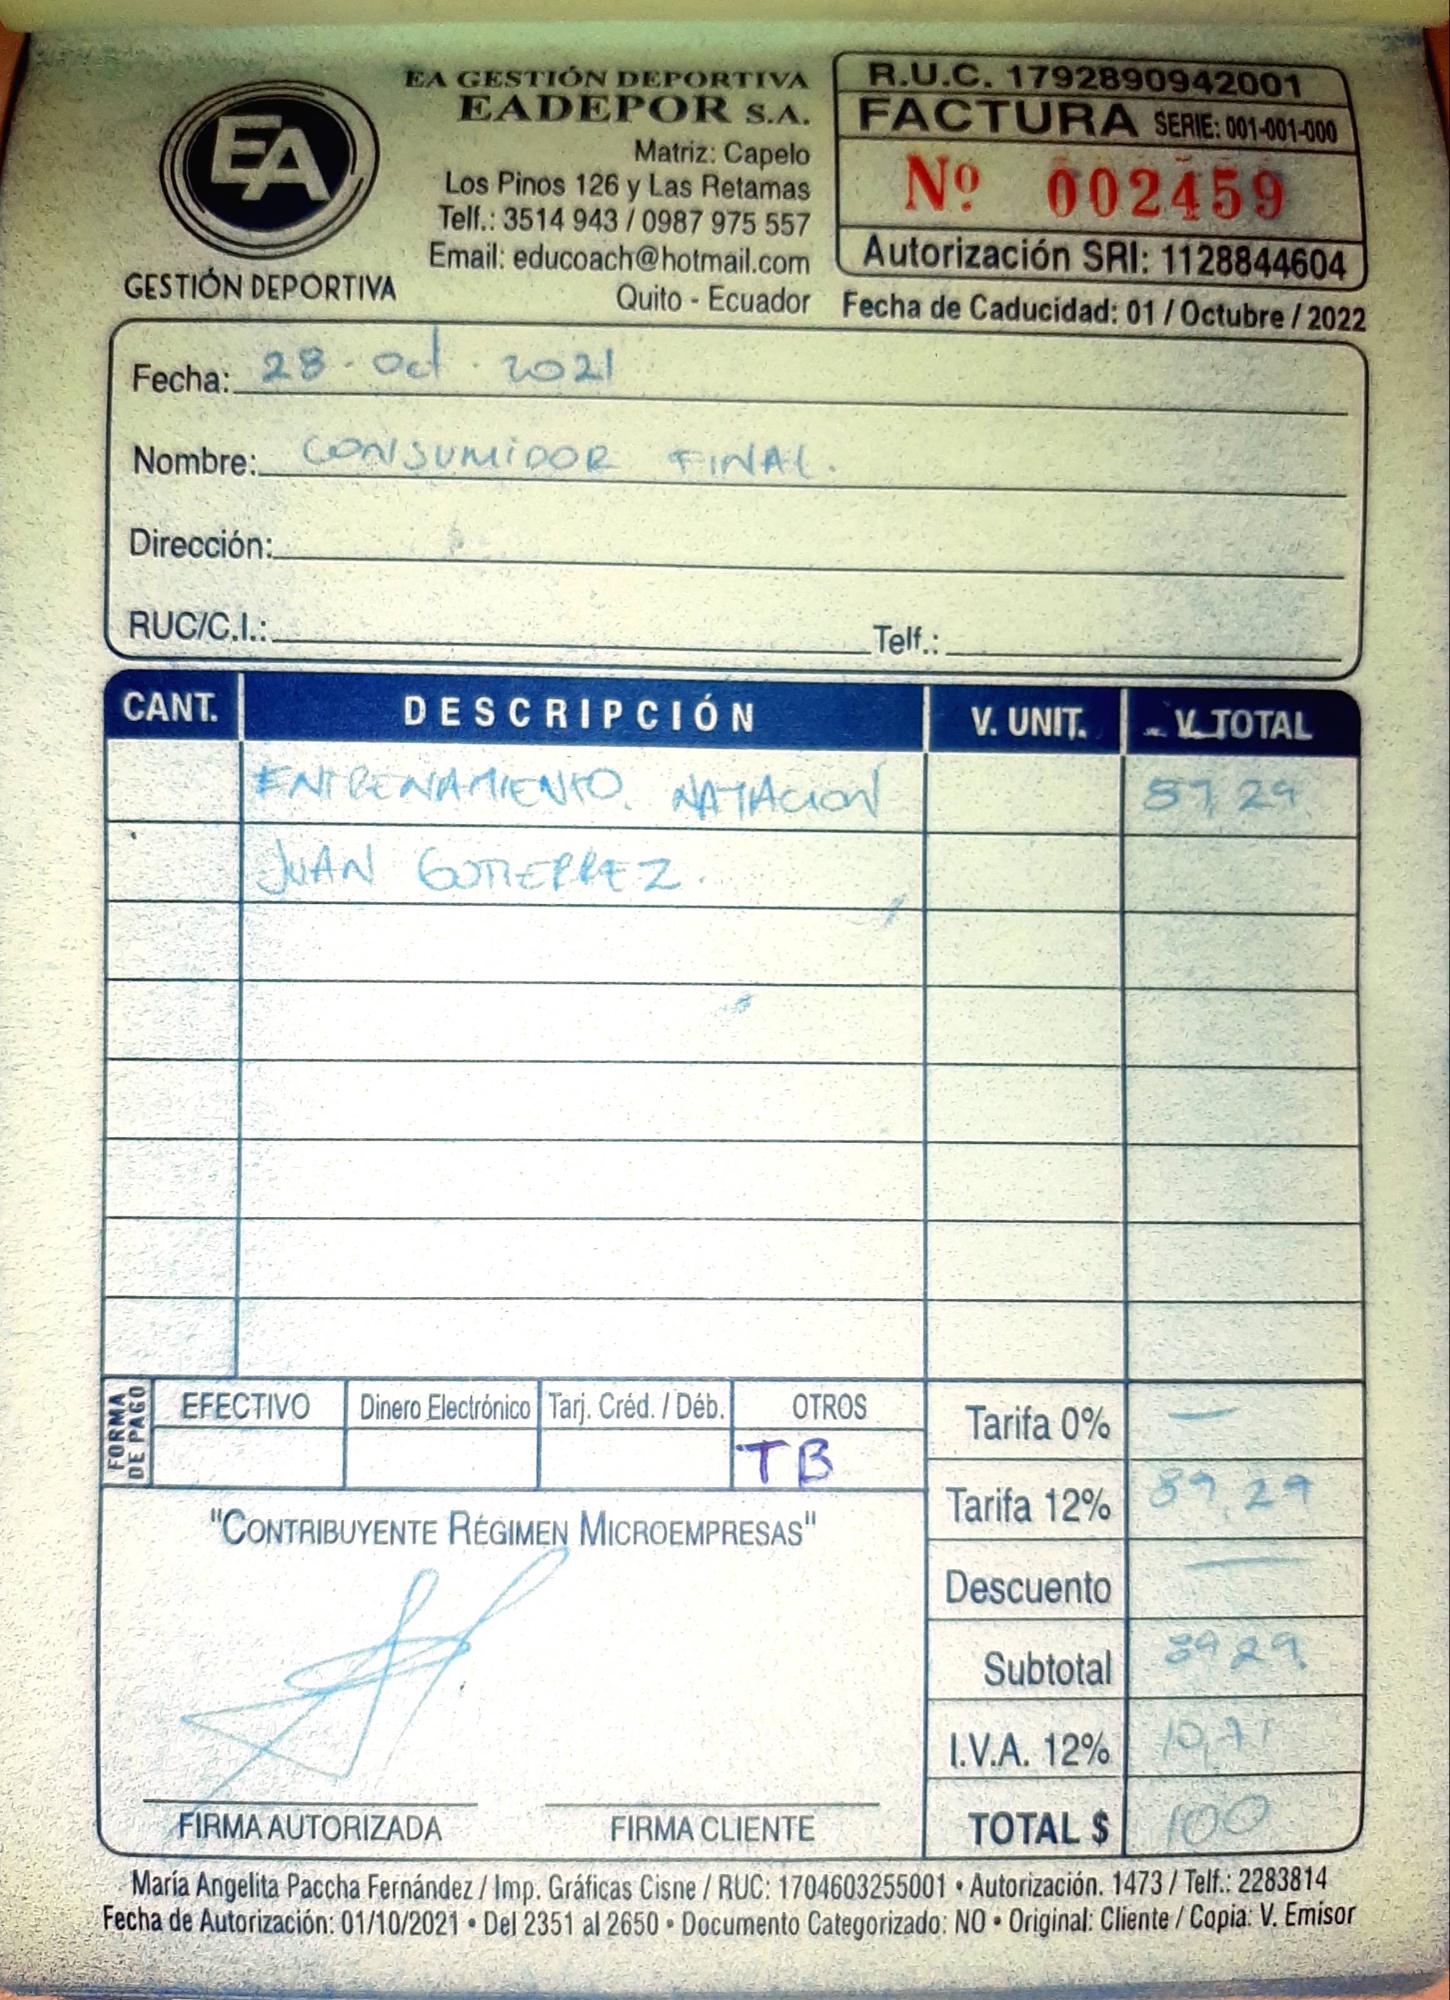 EA
GESTIÓN DEPORTIVA
EA GESTIÓN DEPORTIVA
EADEPOR S.A.
Matriz: Capelo
Los Pinos 126 y Las Retamas
Telf.: 3514 943 / 0987 975 557
Email: educoach@hotmail.com
Quito - Ecuador
R.U.C. 1792890942001
FACTURA SERIE: 001-001-000
Nº 002459
Autorización SRI: 1128844604
Fecha de Caducidad: 01 / Octubre / 2022
Fecha: 28 - Oct - 2021
Nombre: CONSUMIDOR FINAL.
Dirección:
RUC/C.I.: Telf.:
CANT. DESCRIPCIÓN V. UNIT. V. TOTAL
ENTRENAMIENTO. NATACION 89,29
JUAN GUTIERREZ.
FORMA DE PAGO
EFECTIVO Dinero Electrónico Tarj. Créd. / Déb. OTROS
TB
Tarifa 0% —
Tarifa 12% 89,29
Descuento —
Subtotal 89,29
I.V.A. 12% 10,71
TOTAL $ 100
"CONTRIBUYENTE RÉGIMEN MICROEMPRESAS"
FIRMA AUTORIZADA FIRMA CLIENTE
María Angelita Paccha Fernández / Imp. Gráficas Cisne / RUC: 1704603255001 • Autorización. 1473 / Telf.: 2283814
Fecha de Autorización: 01/10/2021 • Del 2351 al 2650 • Documento Categorizado: NO • Original: Cliente / Copia: V. Emisor